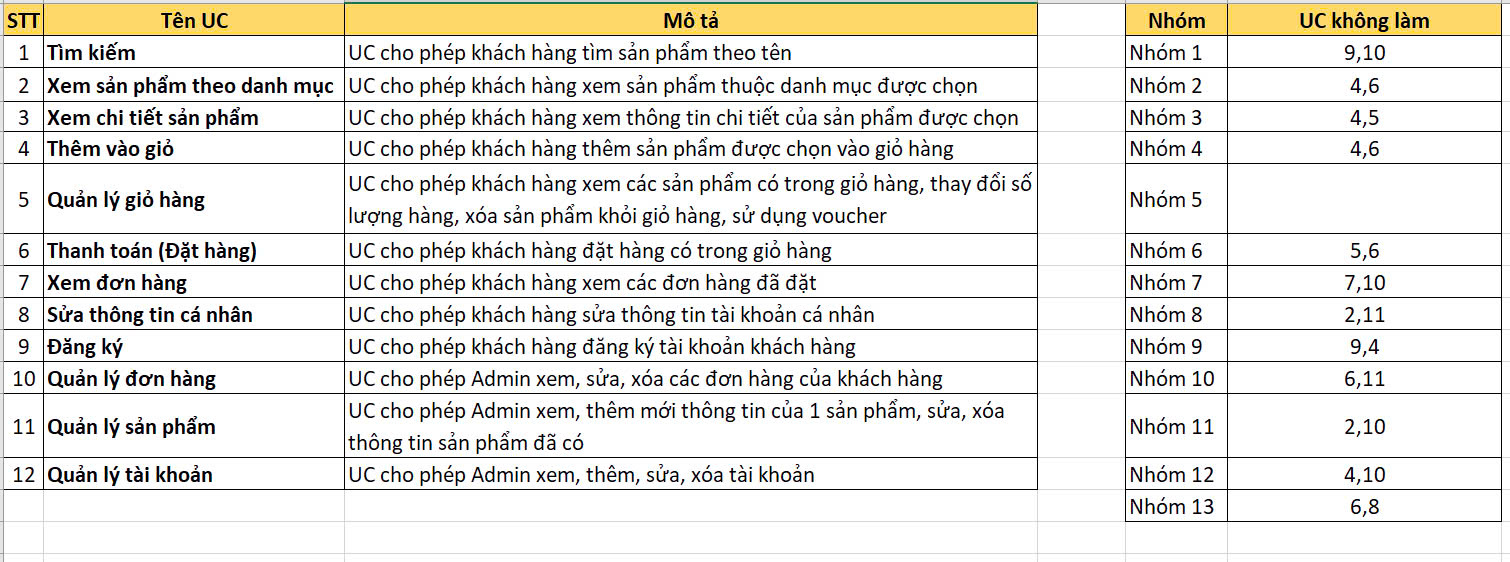 STT Tên UC Mô tả Nhóm UC không làm
1 Tìm kiếm UC cho phép khách hàng tìm sản phẩm theo tên Nhóm 1 9,10
2 Xem sản phẩm theo danh mục UC cho phép khách hàng xem sản phẩm thuộc danh mục được chọn Nhóm 2 4,6
3 Xem chi tiết sản phẩm UC cho phép khách hàng xem thông tin chi tiết của sản phẩm được chọn Nhóm 3 4,5
4 Thêm vào giỏ UC cho phép khách hàng thêm sản phẩm được chọn vào giỏ hàng Nhóm 4 4,6
5 Quản lý giỏ hàng UC cho phép khách hàng xem các sản phẩm có trong giỏ hàng, thay đổi số
lượng hàng, xóa sản phẩm khỏi giỏ hàng, sử dụng voucher Nhóm 5
6 Thanh toán (Đặt hàng) UC cho phép khách hàng đặt hàng có trong giỏ hàng Nhóm 6 5,6
7 Xem đơn hàng UC cho phép khách hàng xem các đơn hàng đã đặt Nhóm 7 7,10
8 Sửa thông tin cá nhân UC cho phép khách hàng sửa thông tin tài khoản cá nhân Nhóm 8 2,11
9 Đăng ký UC cho phép khách hàng đăng ký tài khoản khách hàng Nhóm 9 9,4
10 Quản lý đơn hàng UC cho phép Admin xem, sửa, xóa các đơn hàng của khách hàng Nhóm 10 6,11
11 Quản lý sản phẩm UC cho phép Admin xem, thêm mới thông tin của 1 sản phẩm, sửa, xóa
thông tin sản phẩm đã có Nhóm 11 2,10
12 Quản lý tài khoản UC cho phép Admin xem, thêm, sửa, xóa tài khoản Nhóm 12 4,10
Nhóm 13 6,8